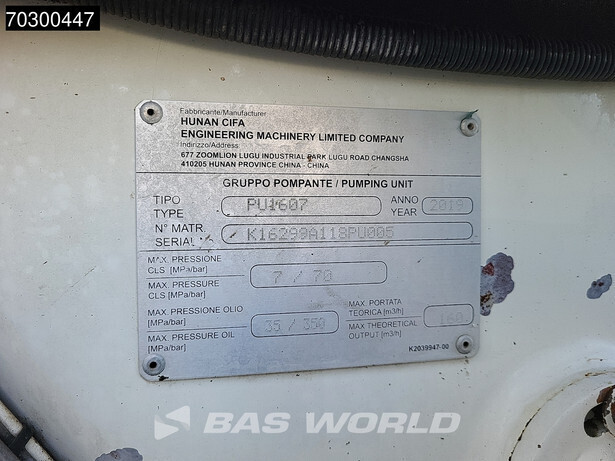 70300447
Fabbricante/Manufacturer
HUNAN CIFA
ENGINEERING MACHINERY LIMITED COMPANY
Indirizzo/Address:
677 ZOOMLION LUGU INDUSTRIAL PARK LUGU ROAD CHANGSHA
410205 HUNAN PROVINCE CHINA - CHINA
GRUPPO POMPANTE / PUMPING UNIT
TIPO
TYPE
PU1607
ANNO
YEAR
2019
N° MATR.
SERIAL
K16299A118PU005
MAX. PRESSIONE
CLS [MPa/bar]
MAX. PRESSURE
CLS [MPa/bar]
7 / 70
MAX. PRESSIONE OLIO
[MPa/bar]
MAX. PRESSURE OIL
[MPa/bar]
35 / 350
MAX. PORTATA
TEORICA [m3/h]
MAX THEORETICAL
OUTPUT [m3/h]
160
K2039947-00
BAS WORLD